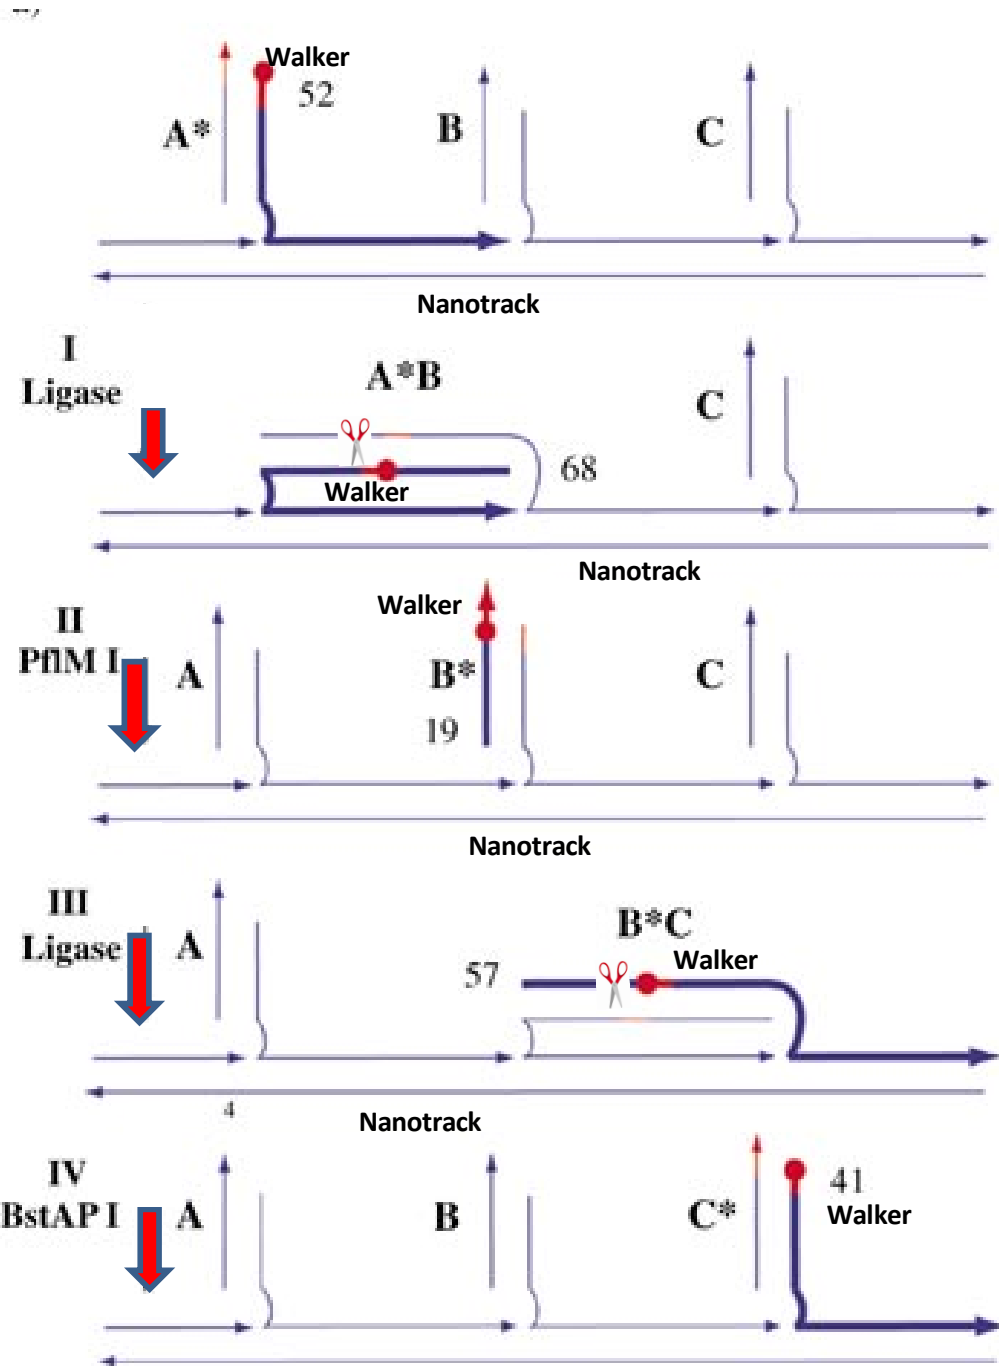 Walker
52
A*
B
C
Nanotrack
I
Ligase
A*B
C
68
Walker
Nanotrack
II
PflM I
Walker
A
B*
C
19
Nanotrack
III
Ligase
A
B*C
57
Walker
4
Nanotrack
IV
BstAP I
A
B
C*
41
Walker